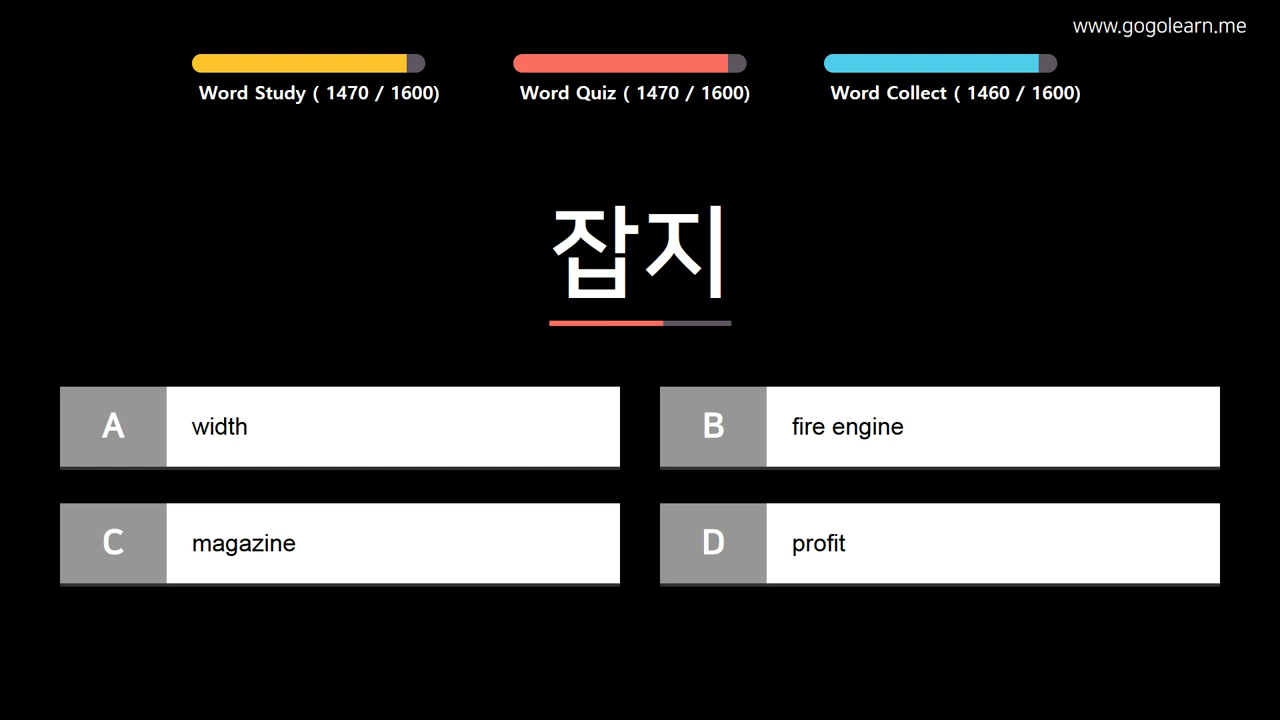 www.gogolearn.me
Word Study ( 1470 / 1600)
Word Quiz ( 1470 / 1600)
Word Collect ( 1460 / 1600)
잡지
A width
B fire engine
C magazine
D profit